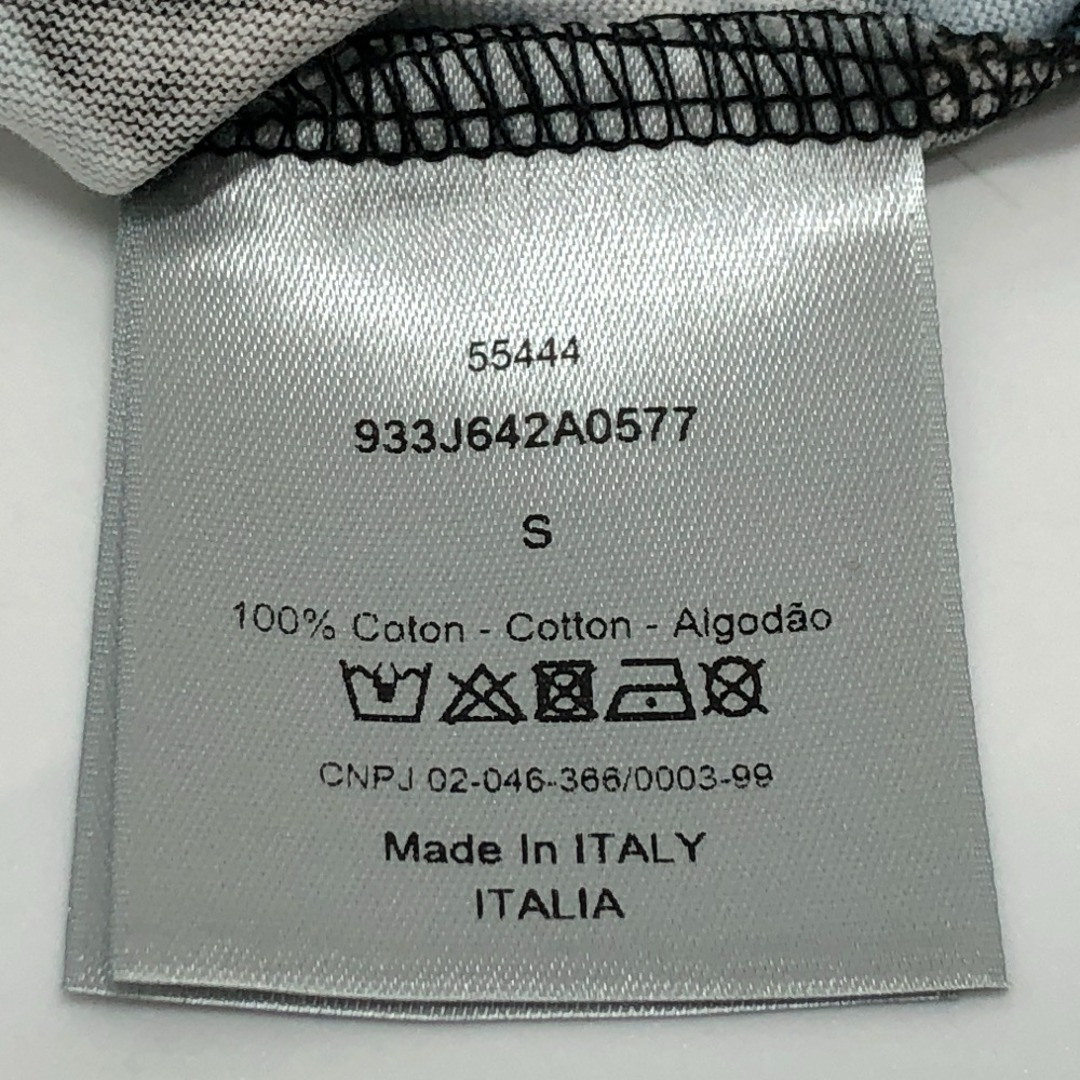 55444
933J642A0577
S
100% Coton - Cotton - Algodão
CNPJ 02-046-366/0003-99
Made In ITALY
ITALIA